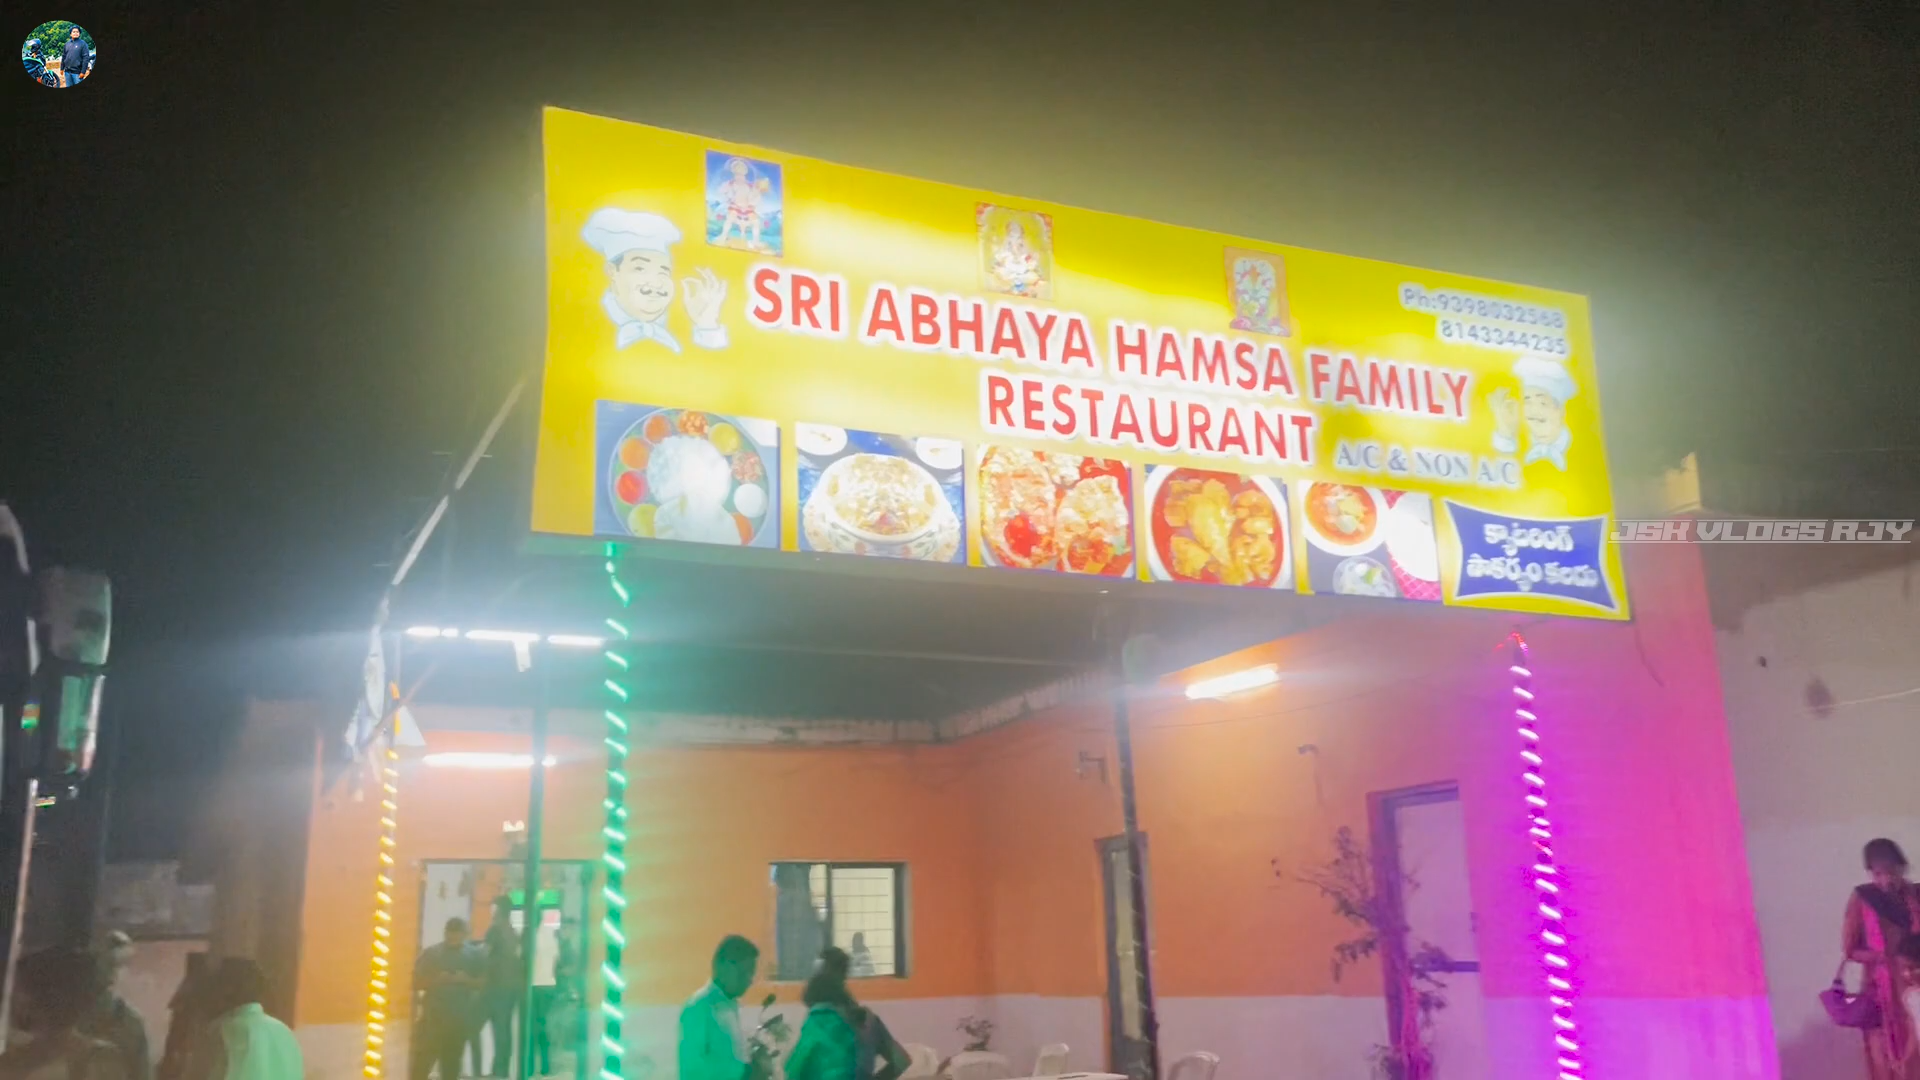 Ph:9398032568
8143344235
SRI ABHAYA HAMSA FAMILY
RESTAURANT
A/C & NON A/C
క్యాటరింగ్
సౌకర్యం కలదు
JSK VLOGS RJY